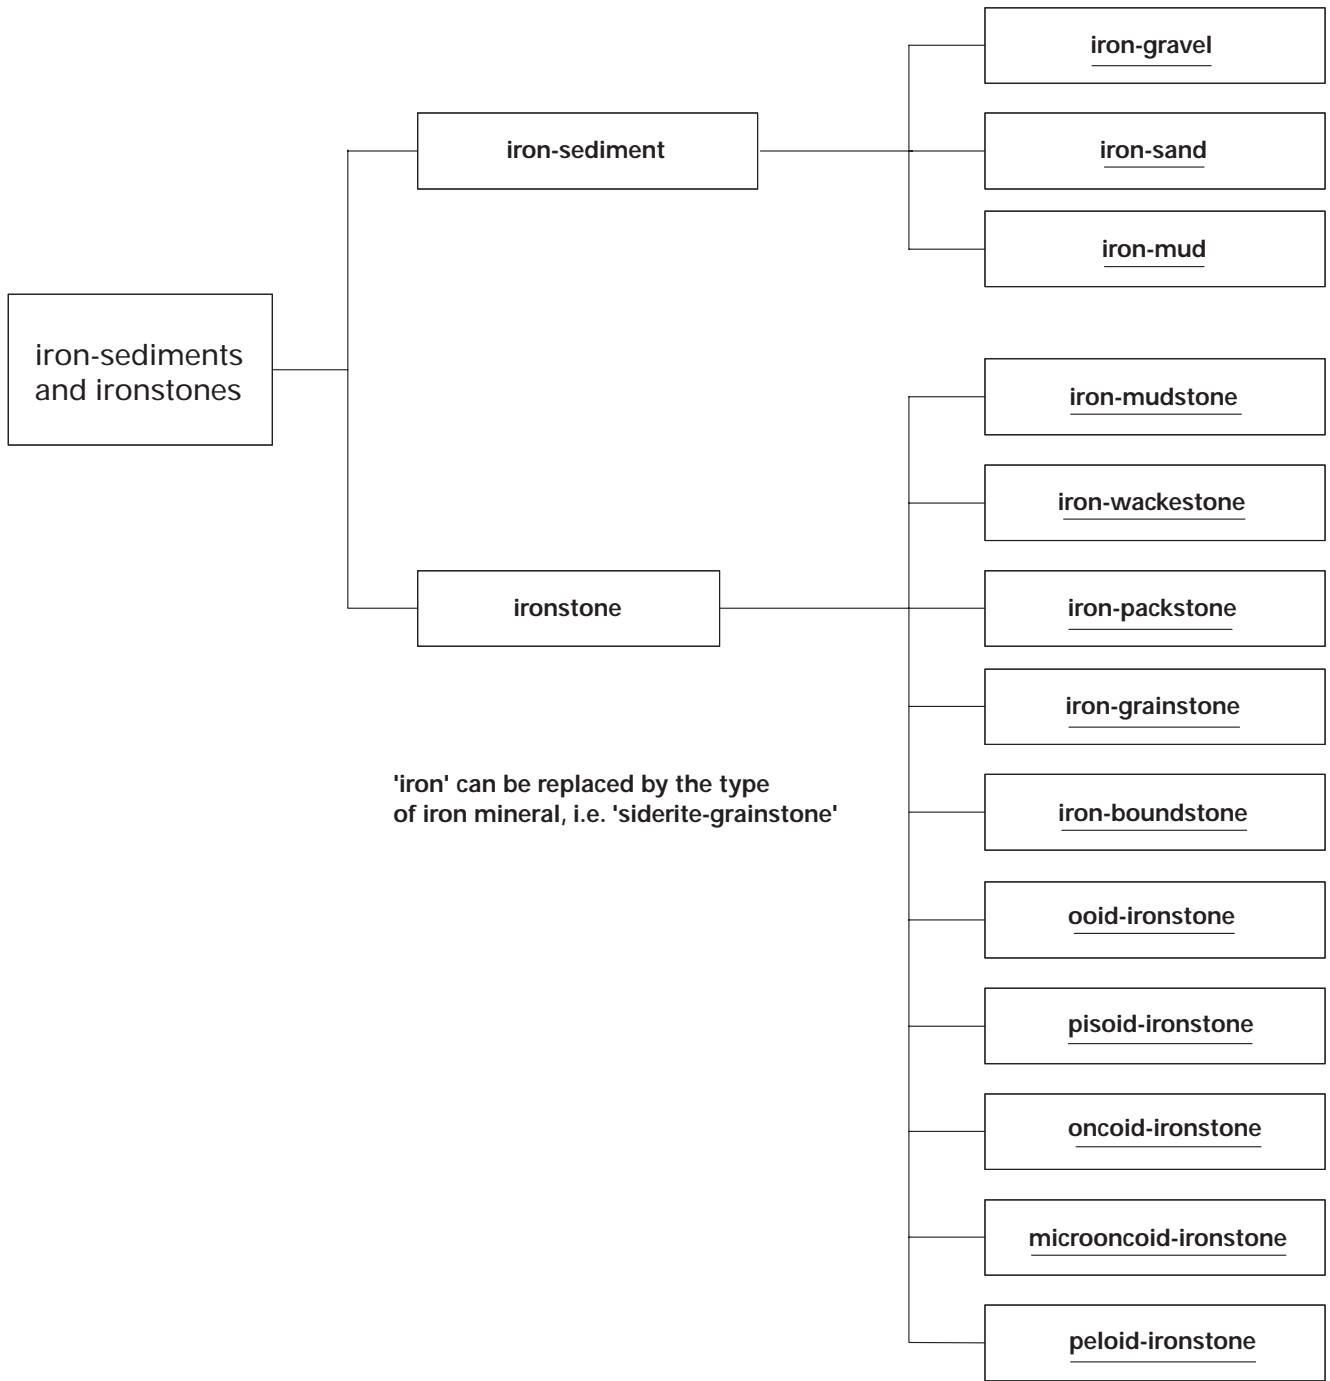 iron-gravel
iron-sediment
iron-sand
iron-mud
iron-sediments
and ironstones
iron-mudstone
iron-wackestone
ironstone
iron-packstone
iron-grainstone
'iron' can be replaced by the type
of iron mineral, i.e. 'siderite-grainstone'
iron-boundstone
ooid-ironstone
pisoid-ironstone
oncoid-ironstone
microoncoid-ironstone
peloid-ironstone